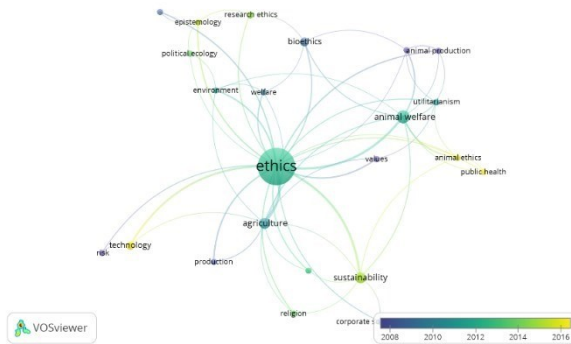 research ethics
epistemology
bioethics
political ecology
animal production
environment
welfare
utilitarianism
animal welfare
ethics
values
animal ethics
public health
agriculture
technology
risk
production
sustainability
religion
corporate
VOSviewer
2008 2010 2012 2014 2016